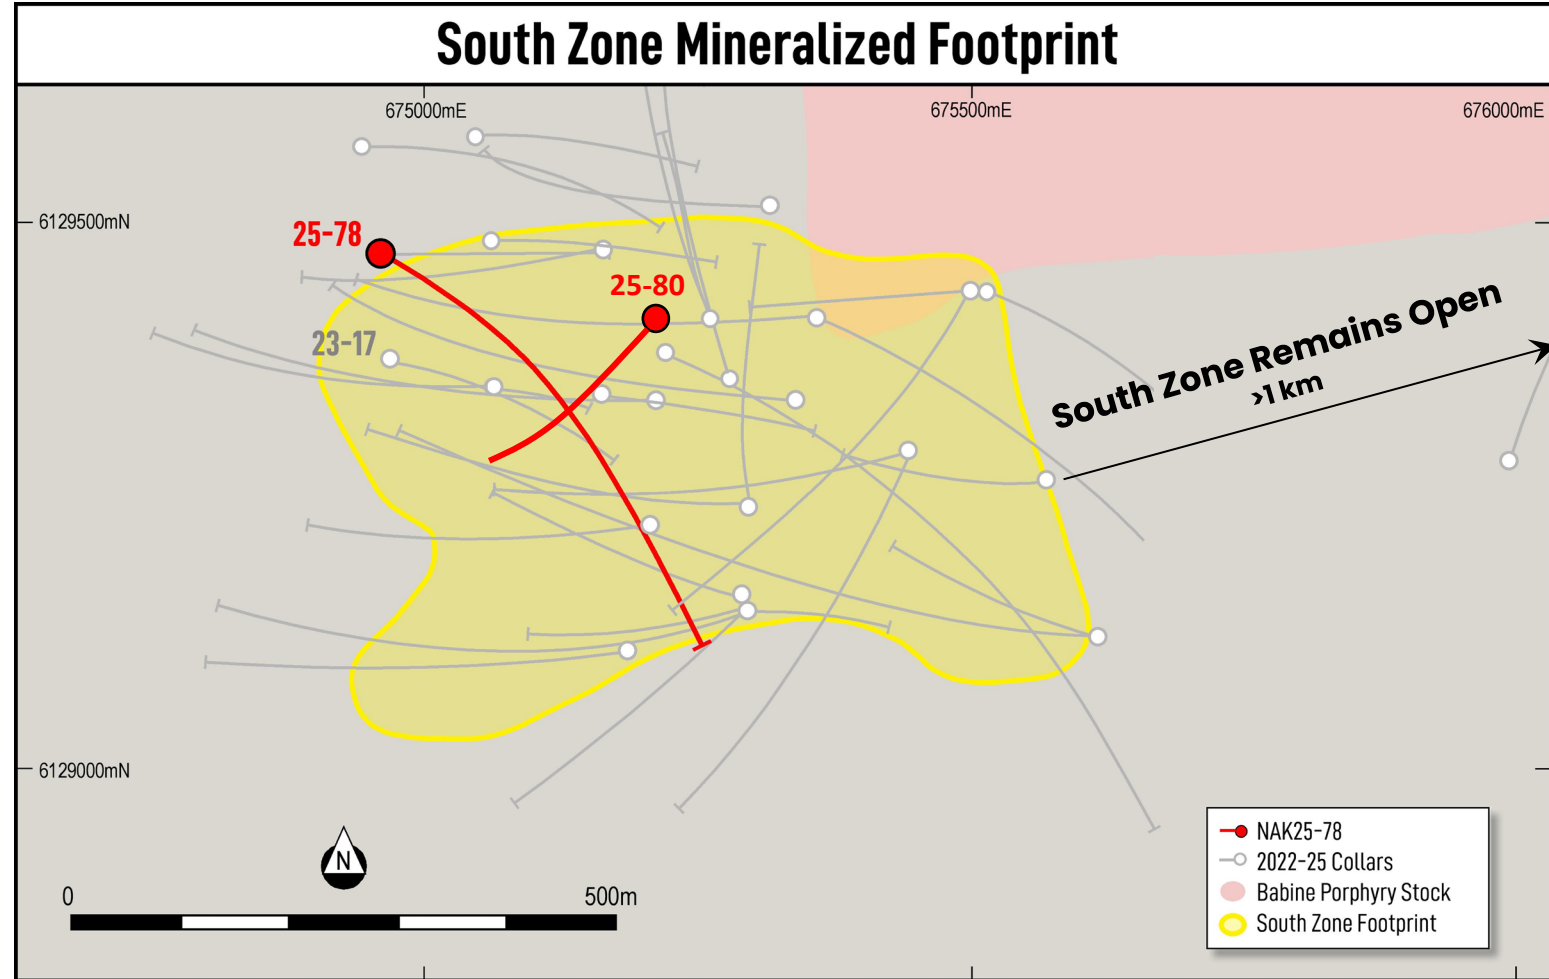 South Zone Mineralized Footprint
675000mE
675500mE
676000mE
6129500mN
25-78
25-80
23-17
South Zone Remains Open
>1 km
6129000mN
N
0
500m
NAK25-78
2022-25 Collars
Babine Porphyry Stock
South Zone Footprint